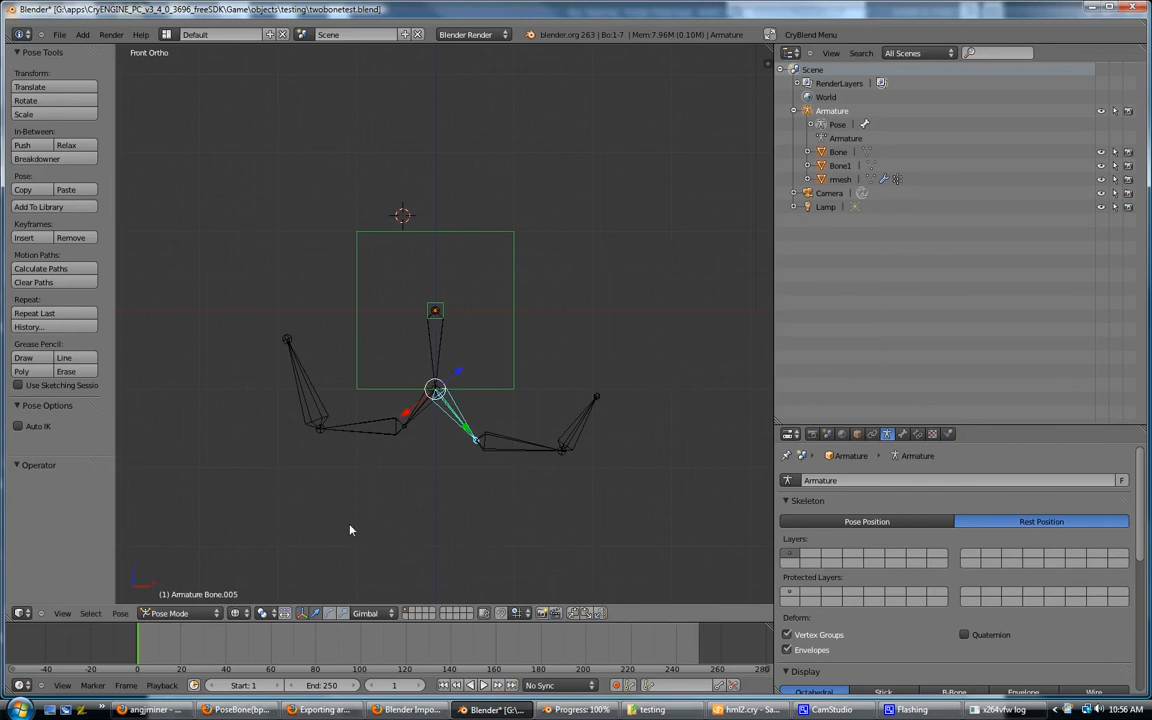 Blender* [G:\apps\CryENGINE_PC_v3_4_0_3696_freeSDK\Game\objects\testing\twobonetest.blend]
File Add Render Help Default Scene Blender Render blender.org 263 | Bo:1-7 | Mem:7.96M (0.10M) | Armature CryBlend Menu
Pose Tools
Transform:
Translate
Rotate
Scale
In-Between:
Push Relax
Breakdowner
Pose:
Copy Paste
Add To Library
Keyframes:
Insert Remove
Motion Paths:
Calculate Paths
Clear Paths
Repeat:
Repeat Last
History...
Grease Pencil:
Draw Line
Poly Erase
Use Sketching Sessio
Pose Options
Auto IK
Operator
Front Ortho
(1) Armature Bone.005
View Select Pose Pose Mode Gimbal
-40 -20 0 20 40 60 80 100 120 140 160 180 200 220 240 260 280
View Marker Frame Playback Start: 1 End: 250 1 No Sync
View Search All Scenes
Scene
RenderLayers
World
Armature
Pose
Armature
Bone
Bone1
rmesh
Camera
Lamp
Armature Armature
Armature F
Skeleton
Pose Position Rest Position
Layers:
Protected Layers:
Deform:
Vertex Groups Quaternion
Envelopes
Display
Octahedral Stick B-Bone Envelope Wire
angjminer - ... PoseBone(bp... Exporting ar... Blender Impo... Blender* [G:\... Progress: 100% testing hml2.cry - Sa... CamStudio Flashing x264vfw log 10:56 AM